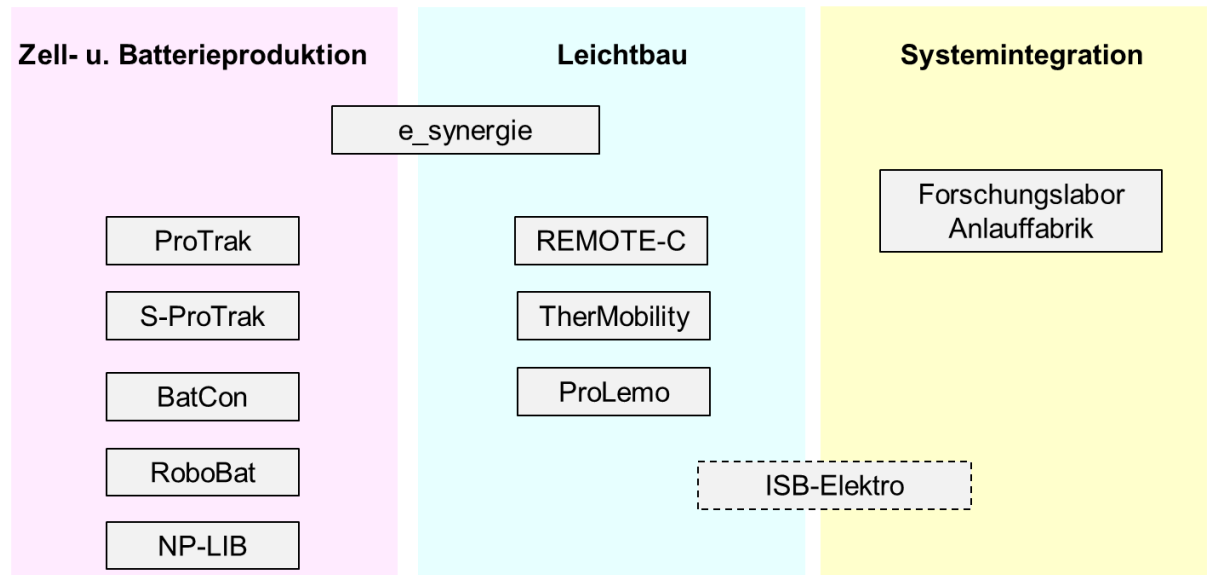 Zell- u. Batterieproduktion
Leichtbau
Systemintegration
e_synergie
Forschungslabor
Anlauffabrik
ProTrak
REMOTE-C
S-ProTrak
TherMobility
BatCon
ProLemo
RoboBat
ISB-Elektro
NP-LIB